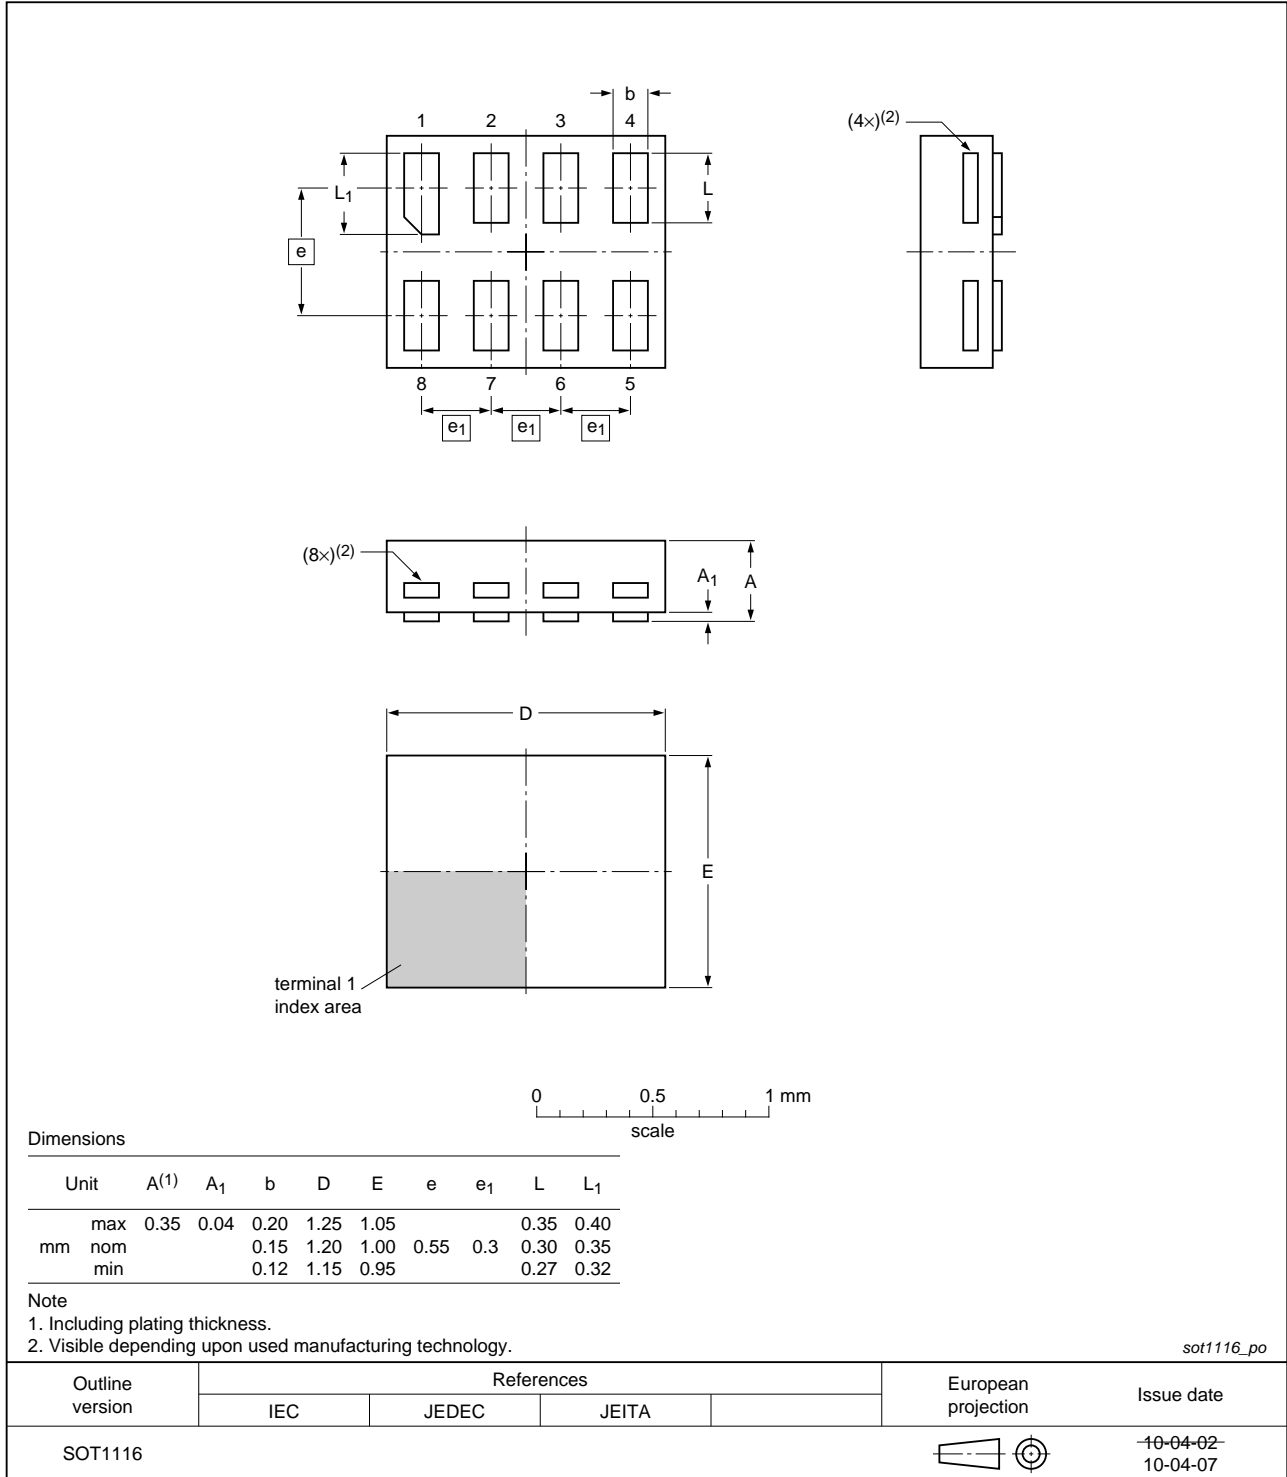 b
1 2 3 4
(4×)(2)
L1
L
e
8 7 6 5
e1 e1 e1
(8×)(2)
A1 A
D
E
terminal 1
index area
0 0.5 1 mm
scale
Dimensions
Unit A(1) A1 b D E e e1 L L1
max 0.35 0.04 0.20 1.25 1.05 0.35 0.40
mm nom 0.15 1.20 1.00 0.55 0.3 0.30 0.35
min 0.12 1.15 0.95 0.27 0.32
Note
1. Including plating thickness.
2. Visible depending upon used manufacturing technology.
sot1116_po
Outline
version
References
IEC JEDEC JEITA
European
projection
Issue date
SOT1116
10-04-02
10-04-07